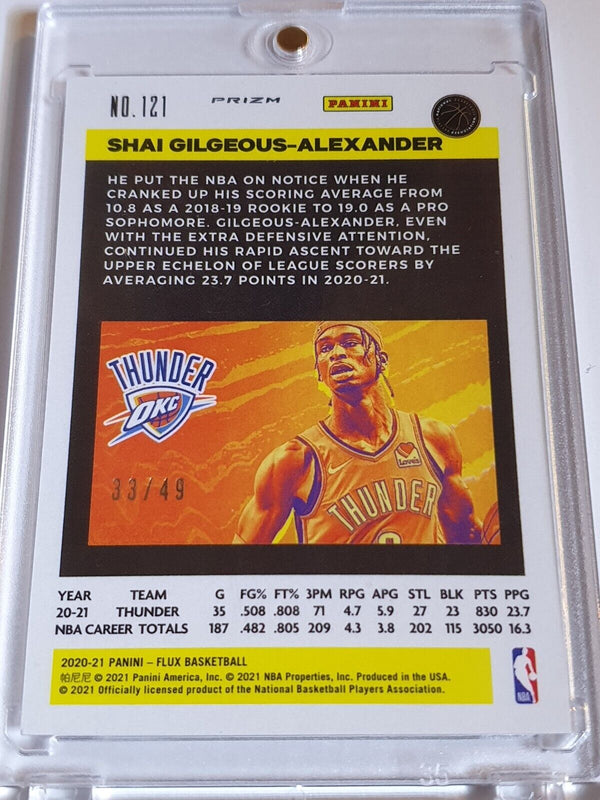 NO. 121 PRIZM PANINI
SHAI GILGEOUS-ALEXANDER
HE PUT THE NBA ON NOTICE WHEN HE
CRANKED UP HIS SCORING AVERAGE FROM
10.8 AS A 2018-19 ROOKIE TO 19.0 AS A PRO
SOPHOMORE. GILGEOUS-ALEXANDER, EVEN
WITH THE EXTRA DEFENSIVE ATTENTION,
CONTINUED HIS RAPID ASCENT TOWARD THE
UPPER ECHELON OF LEAGUE SCORERS BY
AVERAGING 23.7 POINTS IN 2020-21.
THUNDER
OKC
33/49
Love's
THUNDER
YEAR TEAM G FG% FT% 3PM RPG APG STL BLK PTS PPG
20-21 THUNDER 35 .508 .808 71 4.7 5.9 27 23 830 23.7
NBA CAREER TOTALS 187 .482 .805 209 4.3 3.8 202 115 3050 16.3
2020-21 PANINI – FLUX BASKETBALL
帕尼尼 © 2021 Panini America, Inc. © 2021 NBA Properties, Inc. Produced in the USA.
© 2021 Officially licensed product of the National Basketball Players Association.
NBA